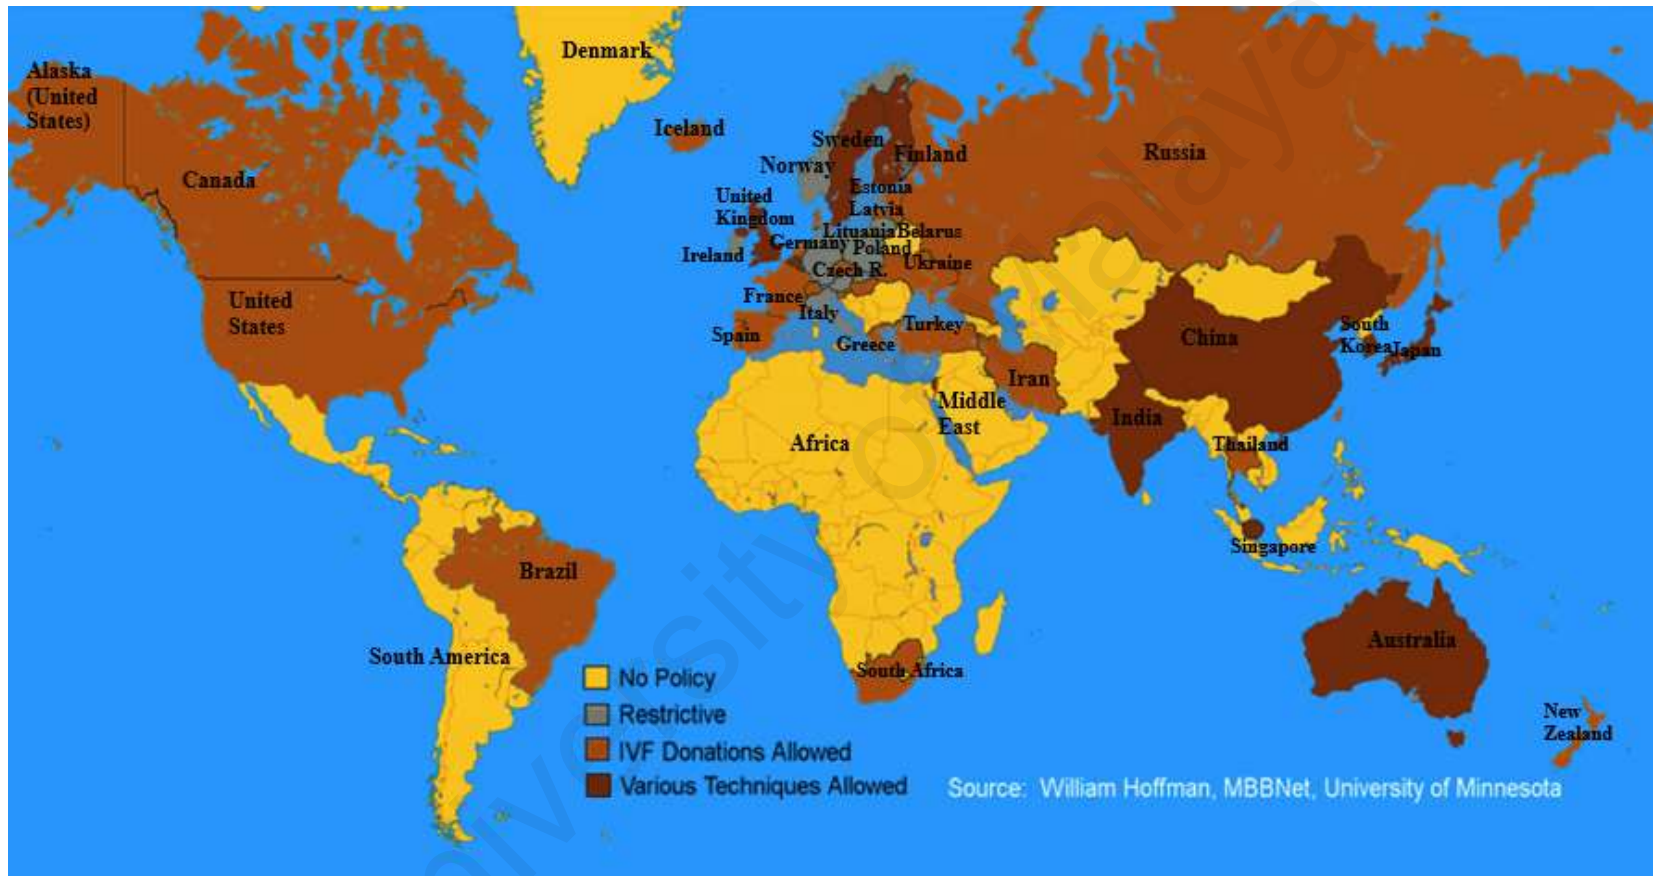 Denmark
Alaska
(United
States)
Iceland
Sweden
Finland
Norway
Russia
Canada
Estonia
United
Kingdom
Latvia
Lituania
Belarus
Germany
Poland
Ireland
Ukraine
Czech R.
France
United
States
Italy
Spain
Turkey
Greece
South
Korea
Japan
China
Iran
Middle
East
India
Africa
Thailand
Singapore
Brazil
Australia
South America
South Africa
No Policy
Restrictive
IVF Donations Allowed
Various Techniques Allowed
New
Zealand
Source: William Hoffman, MBBNet, University of Minnesota
University of Malaya